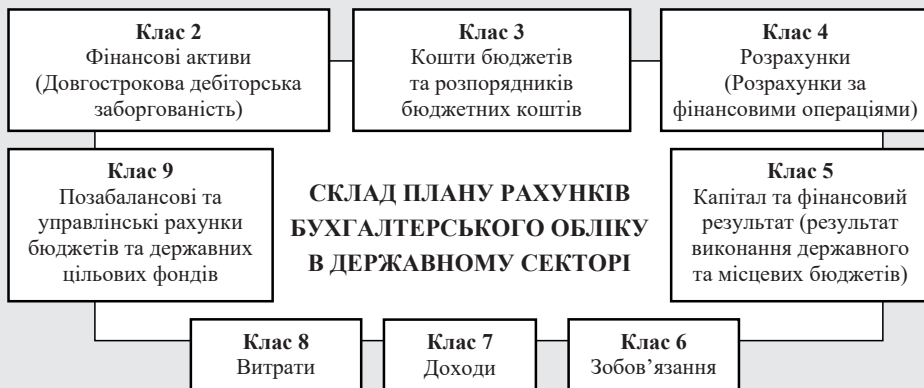 Клас 2
Фінансові активи
(Довгострокова дебіторська
заборгованість)
Клас 3
Кошти бюджетів
та розпорядників
бюджетних коштів
Клас 4
Розрахунки
(Розрахунки за
фінансовими операціями)
Клас 9
Позабалансові та
управлінські рахунки
бюджетів та державних
цільових фондів
СКЛАД ПЛАНУ РАХУНКІВ
БУХГАЛТЕРСЬКОГО ОБЛІКУ
В ДЕРЖАВНОМУ СЕКТОРІ
Клас 5
Капітал та фінансовий
результат (результат
виконання державного
та місцевих бюджетів)
Клас 8
Витрати
Клас 7
Доходи
Клас 6
Зобов’язання